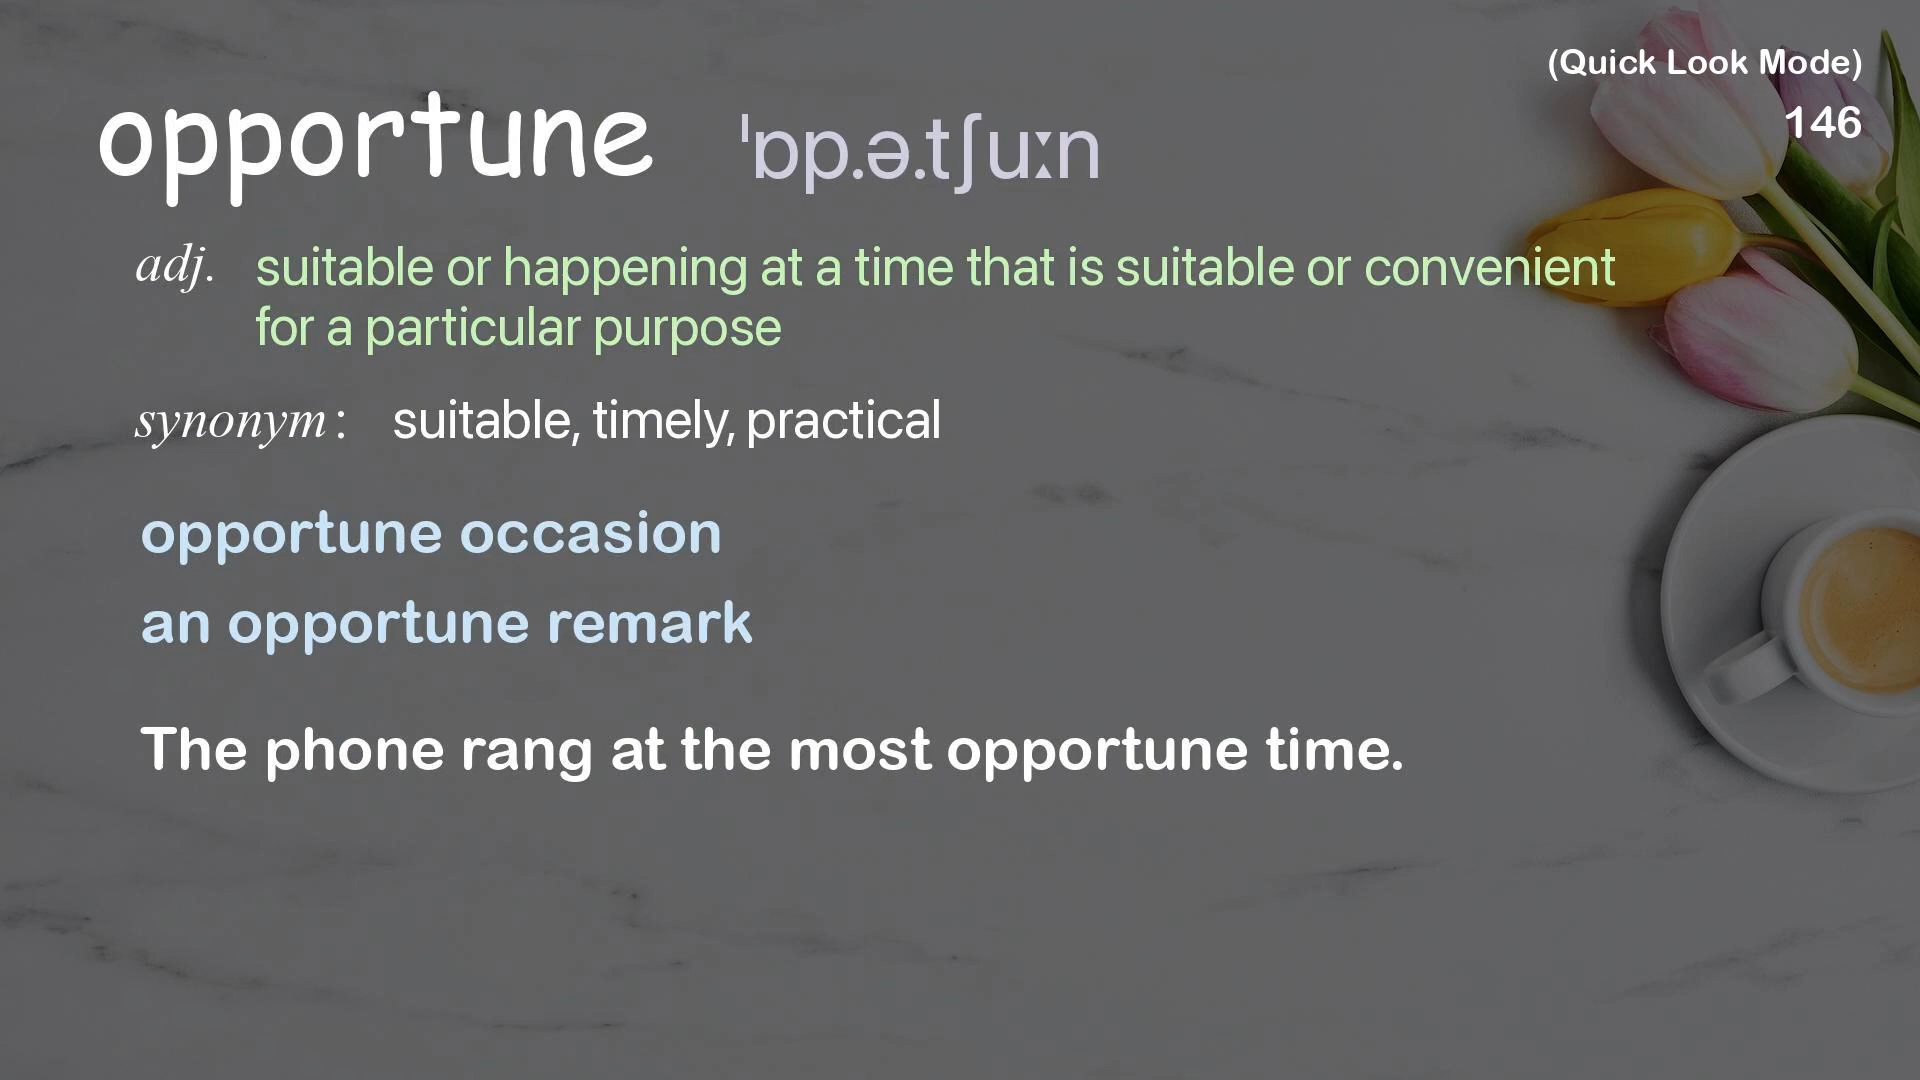 (Quick Look Mode)
146
opportune ˈɒp.ə.tʃuːn
adj. suitable or happening at a time that is suitable or convenient
for a particular purpose
synonym: suitable, timely, practical
opportune occasion
an opportune remark
The phone rang at the most opportune time.